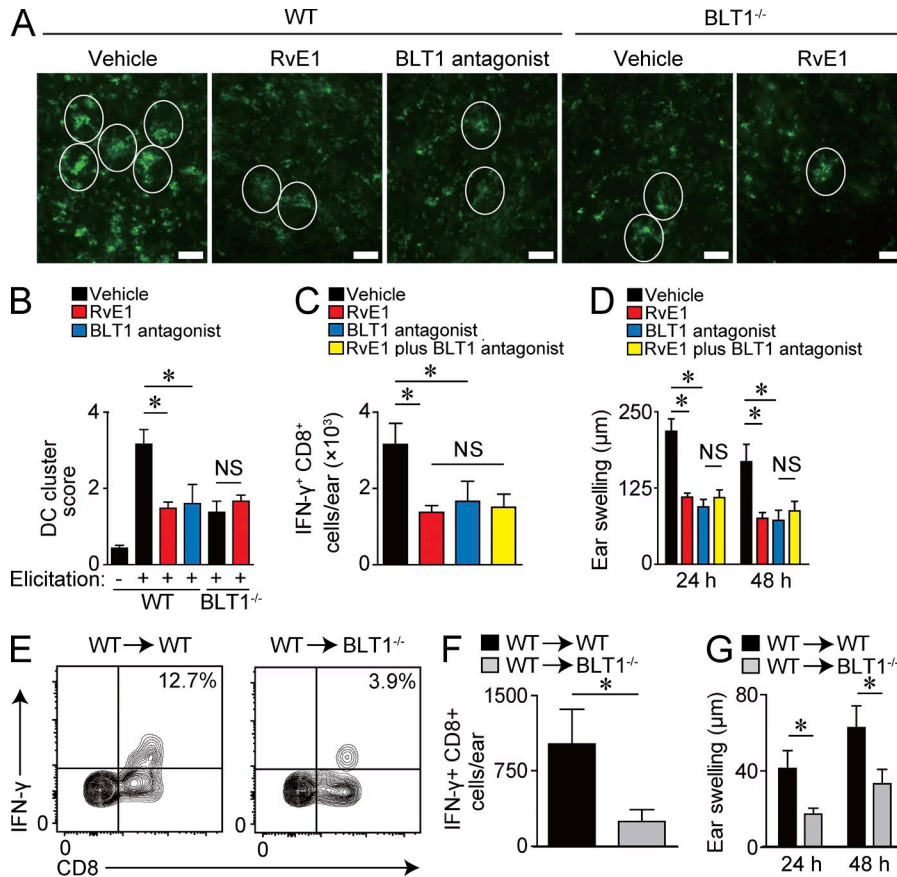 A
WT
BLT1-/-
Vehicle
RvE1
BLT1 antagonist
Vehicle
RvE1
B
Vehicle
RvE1
BLT1 antagonist
DC cluster
score
4
2
0
*
*
NS
Elicitation: - + + + + +
WT
BLT1-/-
C
Vehicle
RvE1
BLT1 antagonist
RvE1 plus BLT1 antagonist
IFN-γ+ CD8+
cells/ear (×10³)
4
2
0
*
*
NS
D
Vehicle
RvE1
BLT1 antagonist
RvE1 plus BLT1 antagonist
Ear swelling (μm)
250
125
0
*
*
NS
*
*
NS
24 h
48 h
E
WT→WT
WT→BLT1-/-
12.7%
3.9%
IFN-γ
0
0
0
0
CD8
F
WT→WT
WT→BLT1-/-
IFN-γ+ CD8+
cells/ear
1500
750
0
*
G
WT→WT
WT→BLT1-/-
Ear swelling (μm)
80
40
0
*
*
24 h
48 h